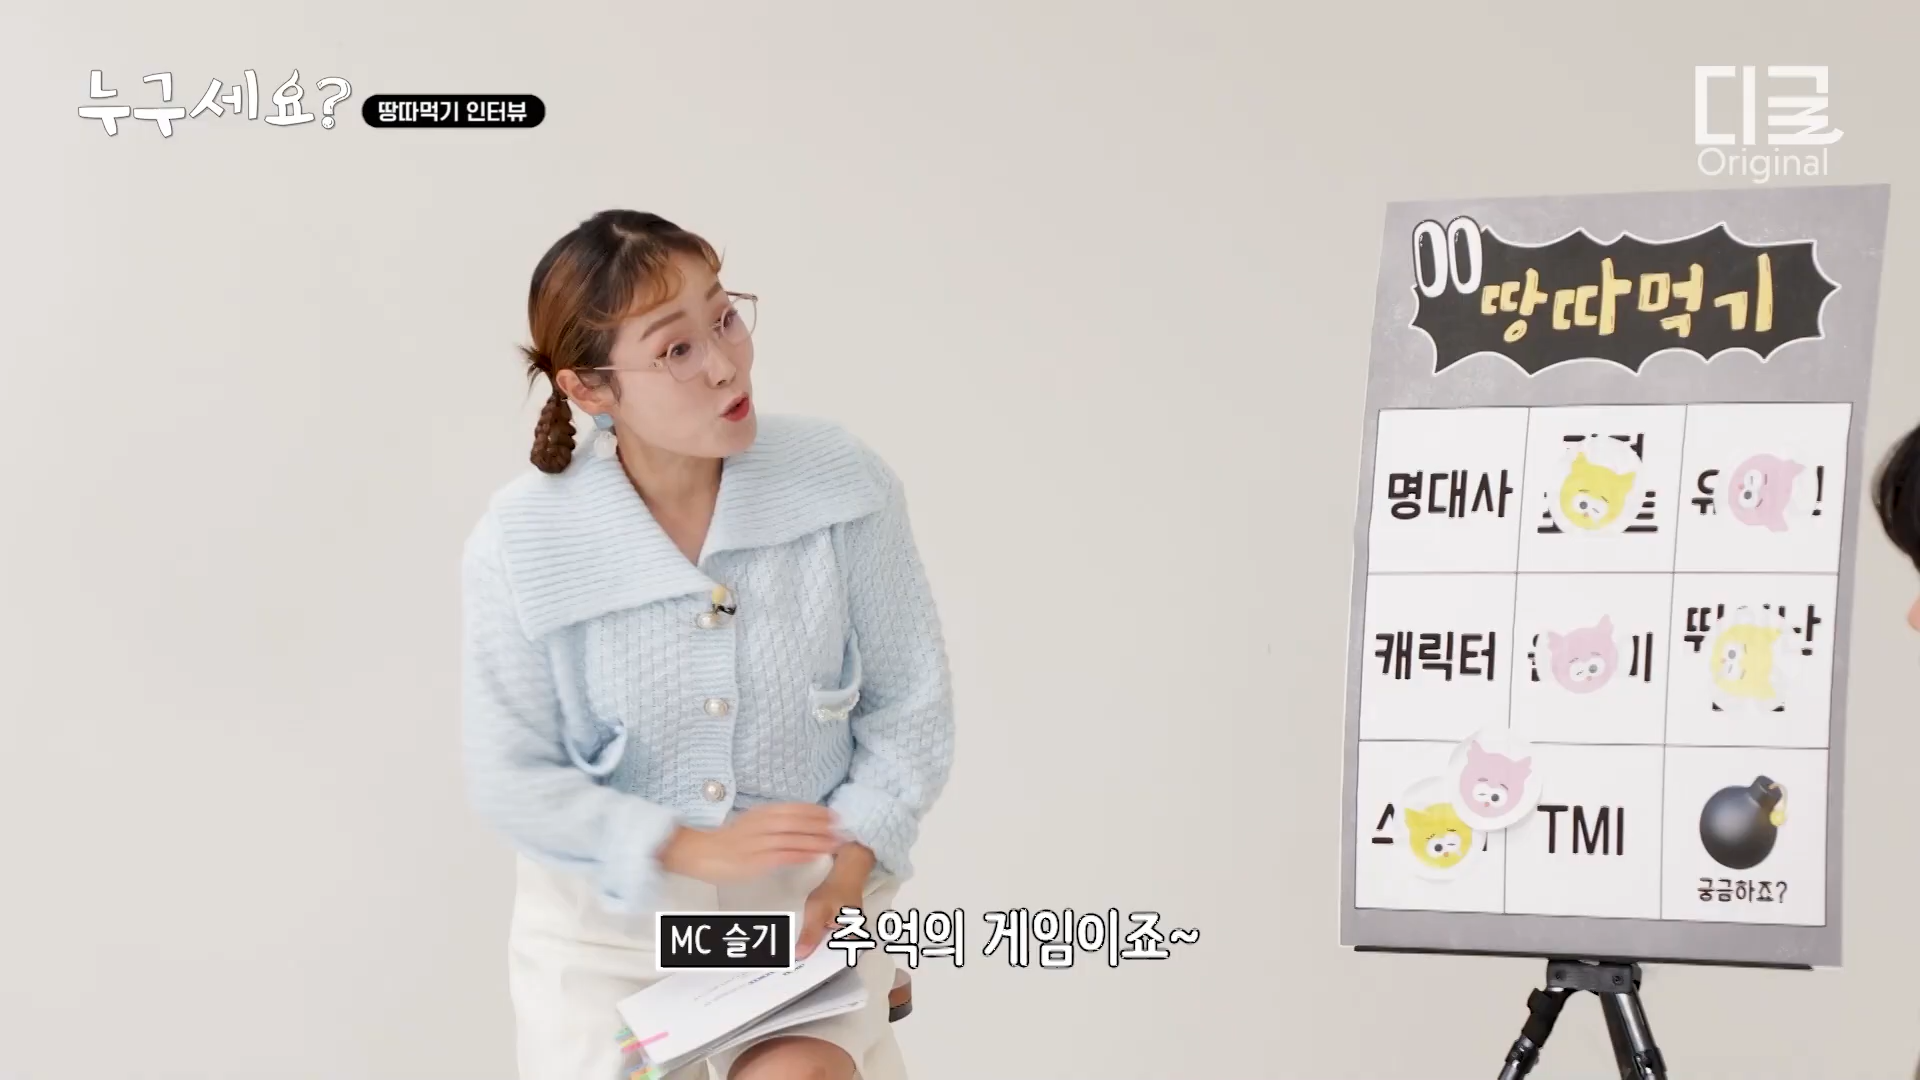 누구세요?
땅따먹기 인터뷰
디글
Original
땅따먹기
명대사
캐릭터
TMI
궁금하죠?
MC 슬기
추억의 게임이죠~